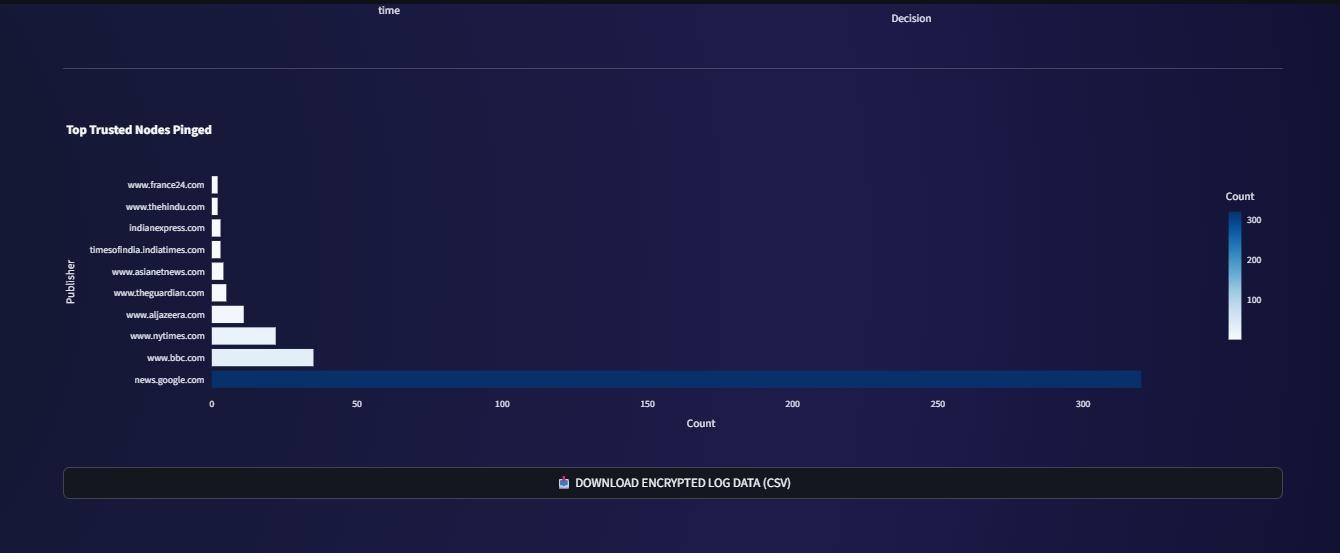 time
Decision
Top Trusted Nodes Pinged
www.france24.com
www.thehindu.com
indianexpress.com
timesofindia.indiatimes.com
www.asianetnews.com
www.theguardian.com
www.aljazeera.com
www.nytimes.com
www.bbc.com
news.google.com
Publisher
0 50 100 150 200 250 300
Count
Count
300
200
100
DOWNLOAD ENCRYPTED LOG DATA (CSV)